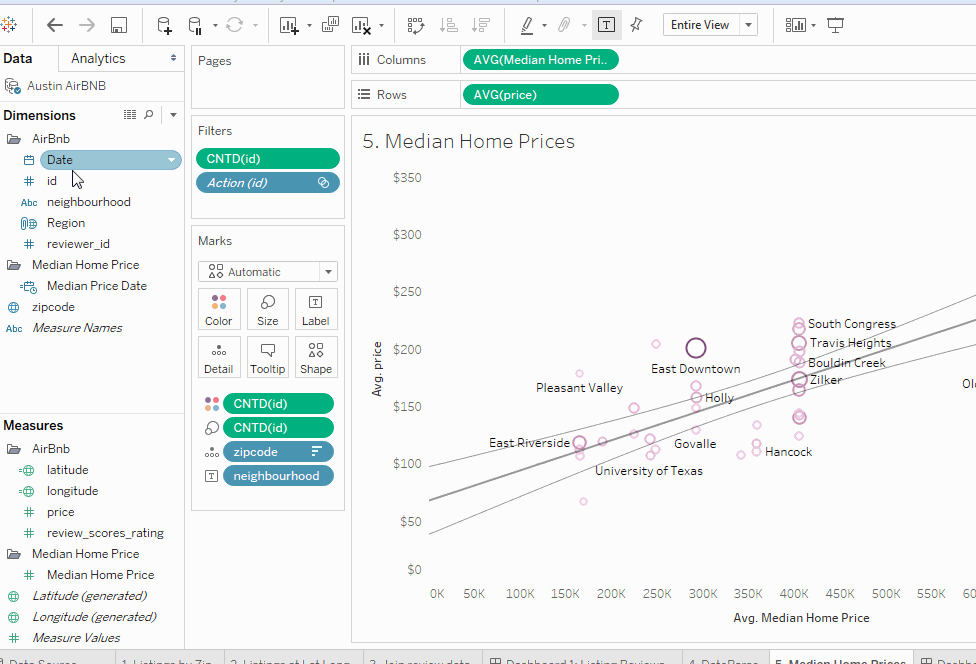 Entire View
Data
Analytics
Austin AirBNB
Dimensions
AirBnb
Date
id
Abc neighbourhood
Region
reviewer_id
Median Home Price
Median Price Date
zipcode
Abc Measure Names
Measures
AirBnb
latitude
longitude
price
review_scores_rating
Median Home Price
Median Home Price
Latitude (generated)
Longitude (generated)
Measure Values
Pages
Filters
CNTD(id)
Action (id)
Marks
Automatic
Color Size Label
Detail Tooltip Shape
CNTD(id)
CNTD(id)
zipcode
neighbourhood
Columns AVG(Median Home Pri..
Rows AVG(price)
5. Median Home Prices
$350
$300
$250
$200
$150
$100
$50
$0
Avg. price
South Congress
Travis Heights
Bouldin Creek
East Downtown
Zilker
Pleasant Valley
Holly
East Riverside
Govalle
Hancock
University of Texas
0K 50K 100K 150K 200K 250K 300K 350K 400K 450K 500K 550K
Avg. Median Home Price
Data Source 1. Listings by Zip 2. Listings at Lat Long 3. Join review data Dashboard 1: Listing Reviews 4. DateParse 5. Median Home Prices